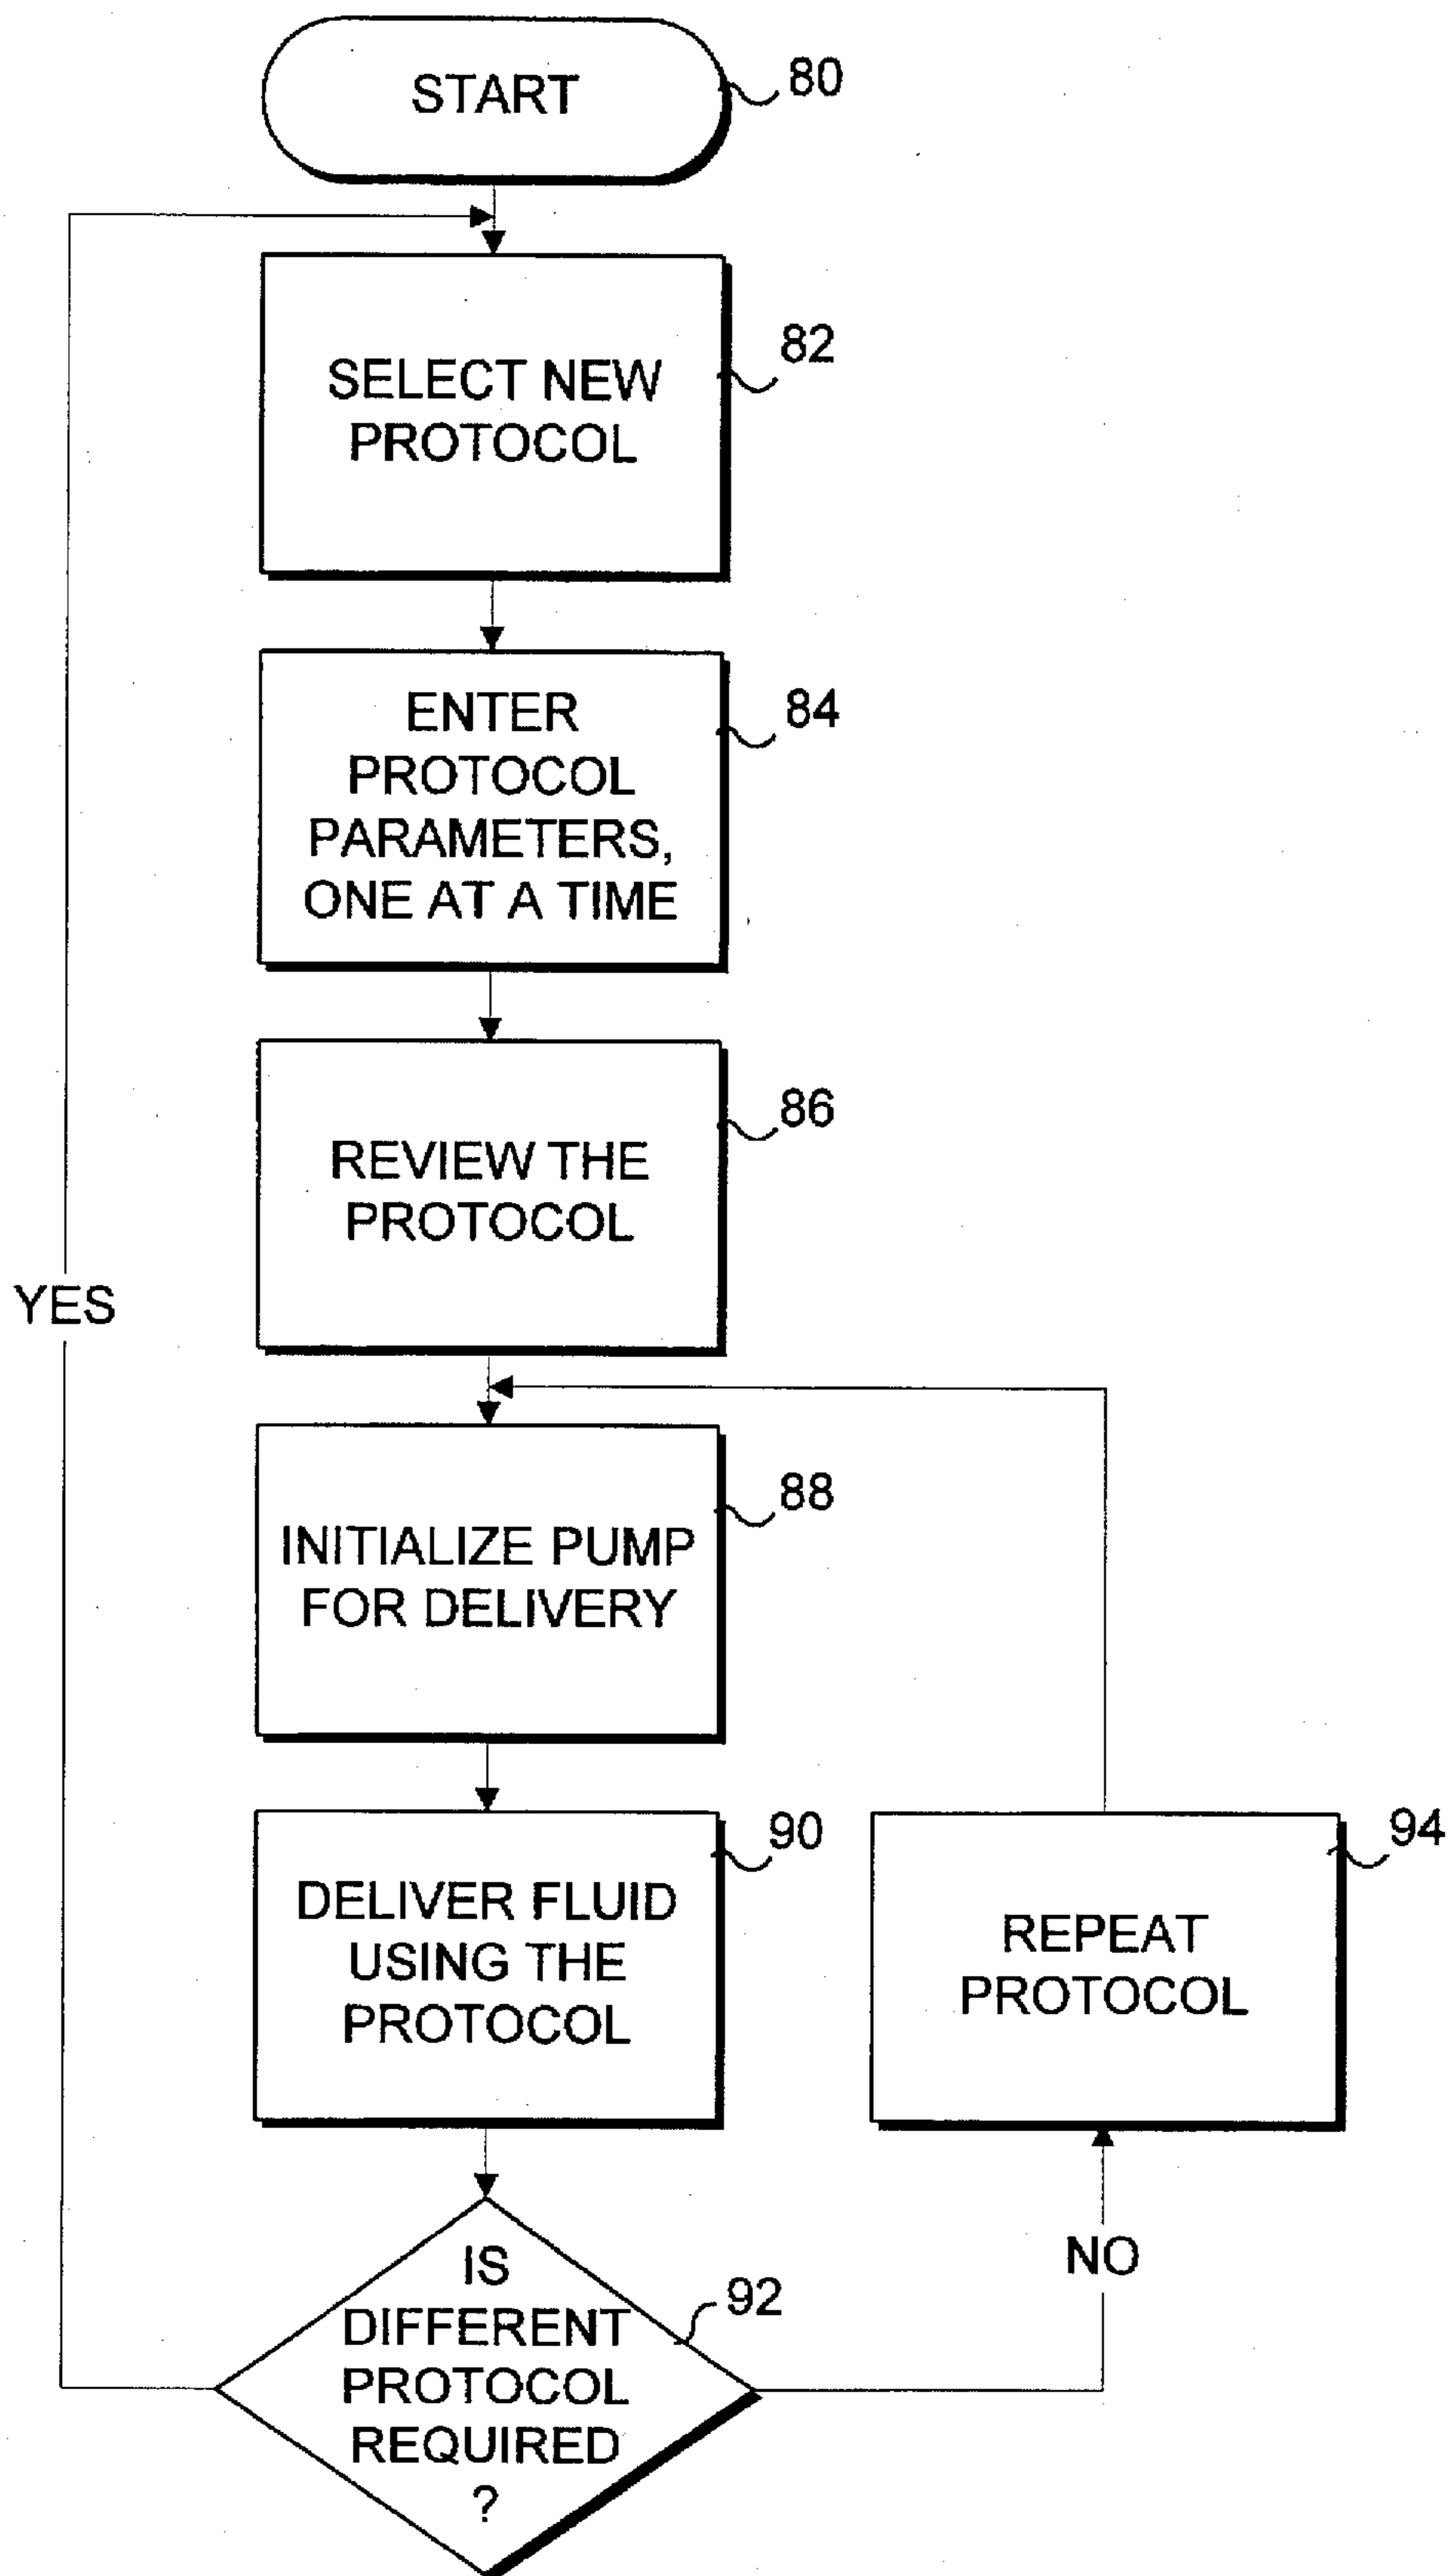 START
80
SELECT NEW
PROTOCOL
82
ENTER
PROTOCOL
PARAMETERS,
ONE AT A TIME
84
REVIEW THE
PROTOCOL
86
YES
INITIALIZE PUMP
FOR DELIVERY
88
DELIVER FLUID
USING THE
PROTOCOL
90
REPEAT
PROTOCOL
94
IS
DIFFERENT
PROTOCOL
REQUIRED
?
92
NO